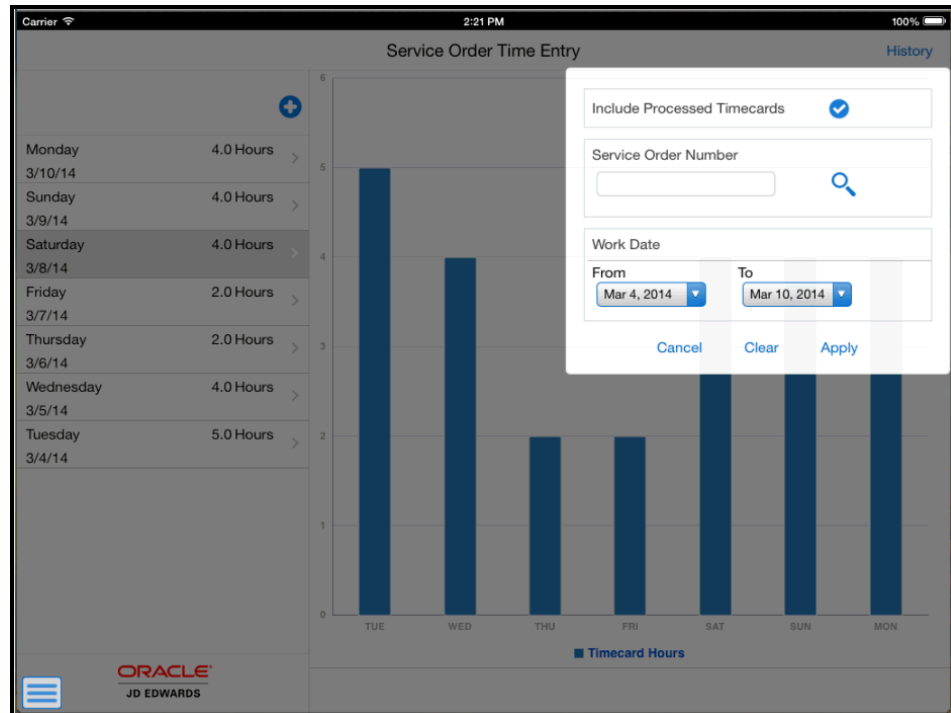 Carrier 2:21 PM 100%
Service Order Time Entry History
Monday 4.0 Hours
3/10/14
Sunday 4.0 Hours
3/9/14
Saturday 4.0 Hours
3/8/14
Friday 2.0 Hours
3/7/14
Thursday 2.0 Hours
3/6/14
Wednesday 4.0 Hours
3/5/14
Tuesday 5.0 Hours
3/4/14
ORACLE
JD EDWARDS
6
5
4
3
2
1
0
TUE WED THU FRI SAT SUN MON
Timecard Hours
Include Processed Timecards
Service Order Number
Work Date
From To
Mar 4, 2014 Mar 10, 2014
Cancel Clear Apply